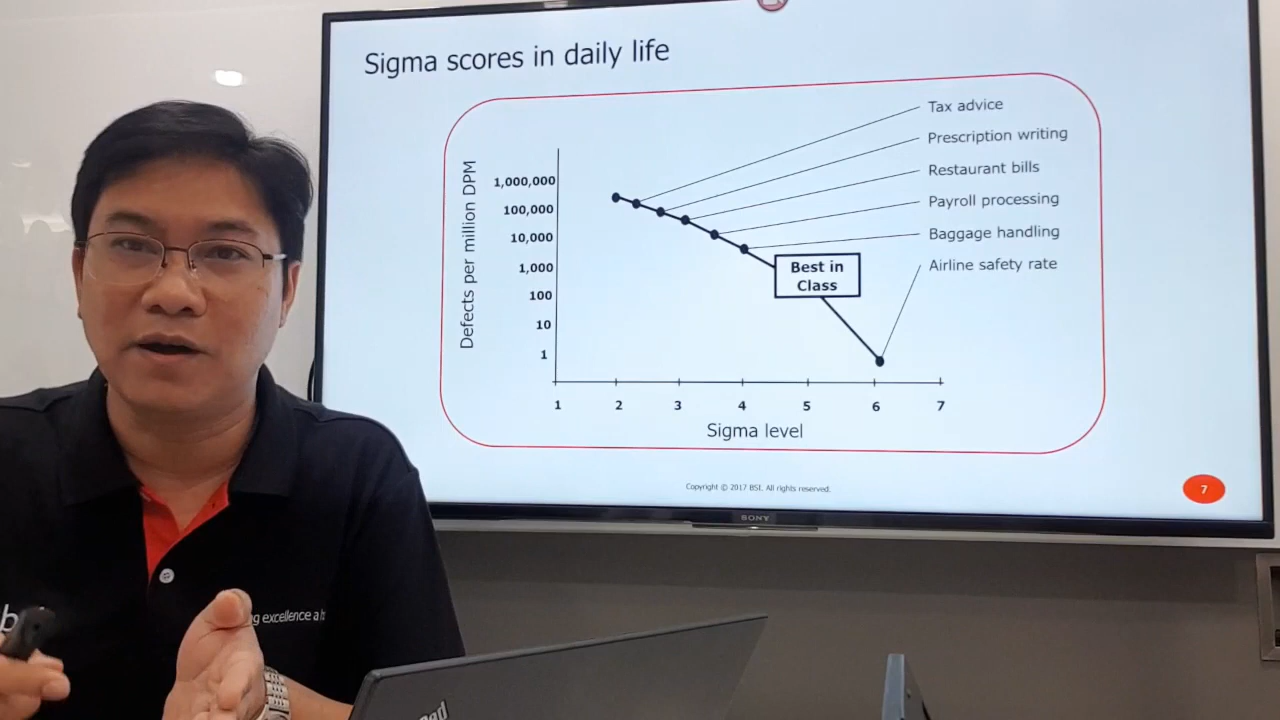 Sigma scores in daily life
Defects per million DPM
1,000,000
100,000
10,000
1,000
100
10
1
1
2
3
4
5
6
7
Sigma level
Tax advice
Prescription writing
Restaurant bills
Payroll processing
Baggage handling
Airline safety rate
Best in
Class
Copyright © 2017 BSI. All rights reserved.
7
SONY
excellence